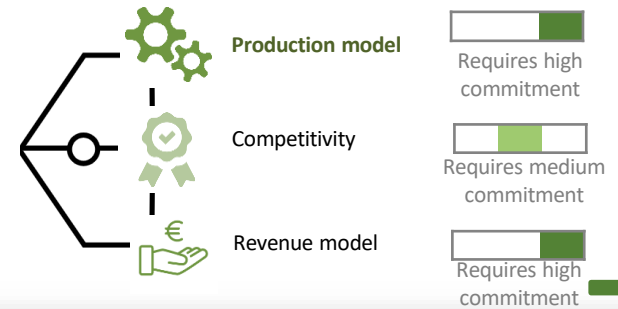 Production model
Requires high
commitment
Competitivity
Requires medium
commitment
€
Revenue model
Requires high
commitment